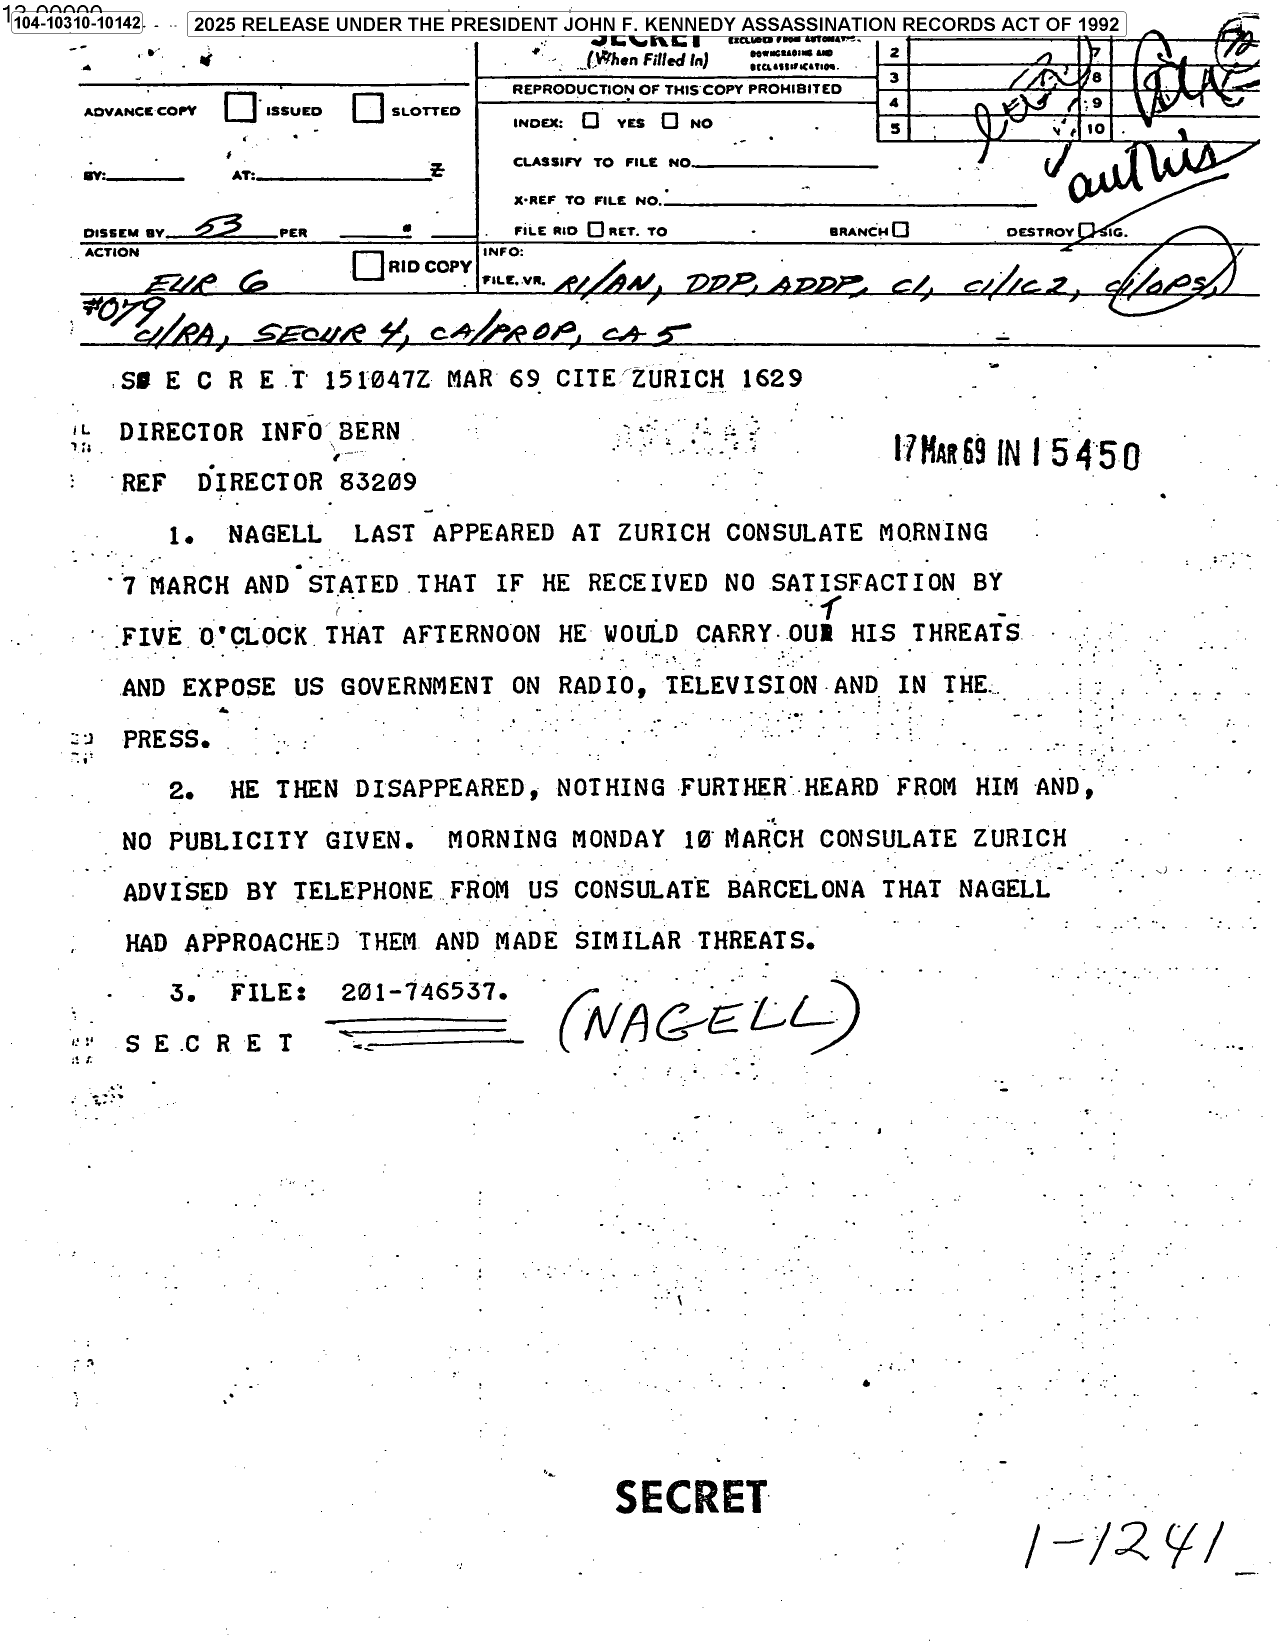 104-10310-10142
2025 RELEASE UNDER THE PRESIDENT JOHN F. KENNEDY ASSASSINATION RECORDS ACT OF 1992
SECRET
(When Filled In)
EXCLUDED FROM AUTOMATIC
DOWNGRADING AND
DECLASSIFICATION.
REPRODUCTION OF THIS COPY PROHIBITED
2 7
3 8
4 9
5 10
ADVANCE COPY ISSUED SLOTTED
INDEX: YES NO
CLASSIFY TO FILE NO.
BY: AT: Z
X-REF TO FILE NO.
DISSEM BY 53 PER
FILE RID RET. TO BRANCH DESTROY SIG.
ACTION
EUR 6
RID COPY
INFO:
FILE. VR. RI/AN, DDP, ADDP, CI, CI/IC 2, CI/OPS,
#079
CI/RA, SECUR 4, CA/PROP, CA 5
S E C R E T 151047Z MAR 69 CITE ZURICH 1629
DIRECTOR INFO BERN
17 MAR 69 IN 15450
REF DIRECTOR 83209
1. NAGELL LAST APPEARED AT ZURICH CONSULATE MORNING
7 MARCH AND STATED THAT IF HE RECEIVED NO SATISFACTION BY
FIVE O'CLOCK THAT AFTERNOON HE WOULD CARRY OUT HIS THREATS
AND EXPOSE US GOVERNMENT ON RADIO, TELEVISION AND IN THE
PRESS.
2. HE THEN DISAPPEARED, NOTHING FURTHER HEARD FROM HIM AND,
NO PUBLICITY GIVEN. MORNING MONDAY 10 MARCH CONSULATE ZURICH
ADVISED BY TELEPHONE FROM US CONSULATE BARCELONA THAT NAGELL
HAD APPROACHED THEM AND MADE SIMILAR THREATS.
3. FILE: 201-746537.
(NAGELL)
S E C R E T
SECRET
1-1241